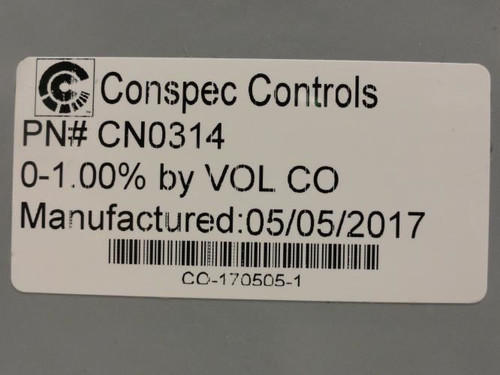 Conspec Controls
PN# CN0314
0-1.00% by VOL CO
Manufactured:05/05/2017
CO-170505-1